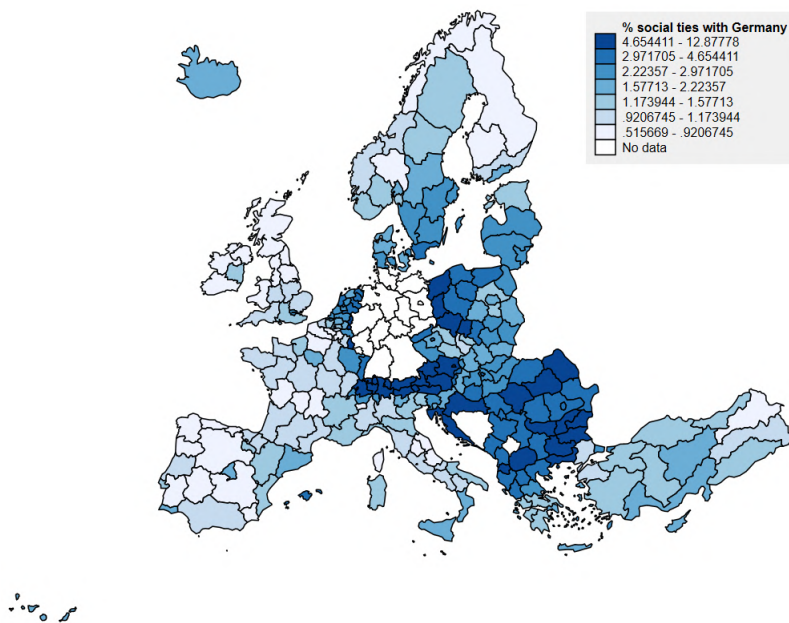 % social ties with Germany
4.654411 - 12.87778
2.971705 - 4.654411
2.22357 - 2.971705
1.57713 - 2.22357
1.173944 - 1.57713
.9206745 - 1.173944
.515669 - .9206745
No data